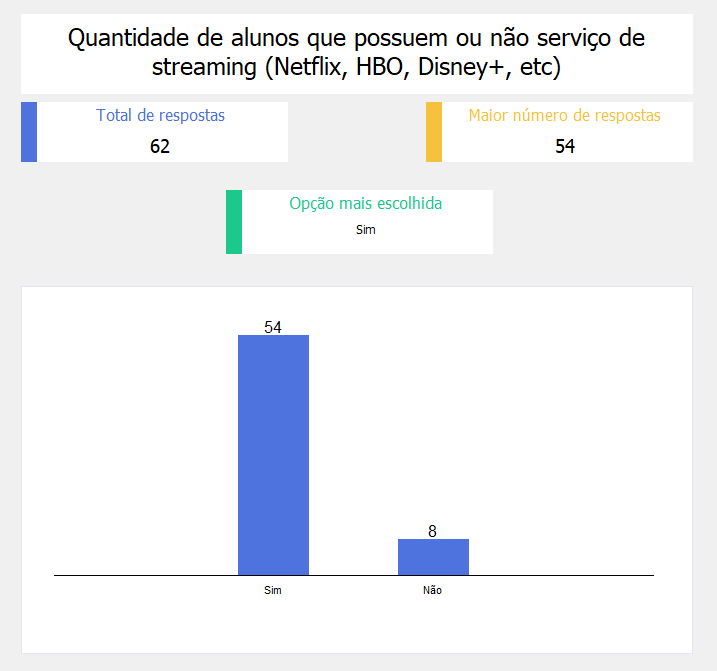 Quantidade de alunos que possuem ou não serviço de
streaming (Netflix, HBO, Disney+, etc)
Total de respostas
62
Maior número de respostas
54
Opção mais escolhida
Sim
54
8
Sim
Não